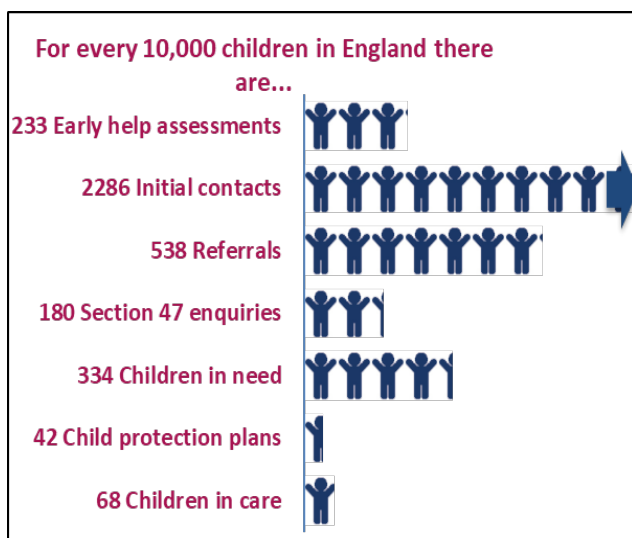 For every 10,000 children in England there
are...
233 Early help assessments
2286 Initial contacts
538 Referrals
180 Section 47 enquiries
334 Children in need
42 Child protection plans
68 Children in care